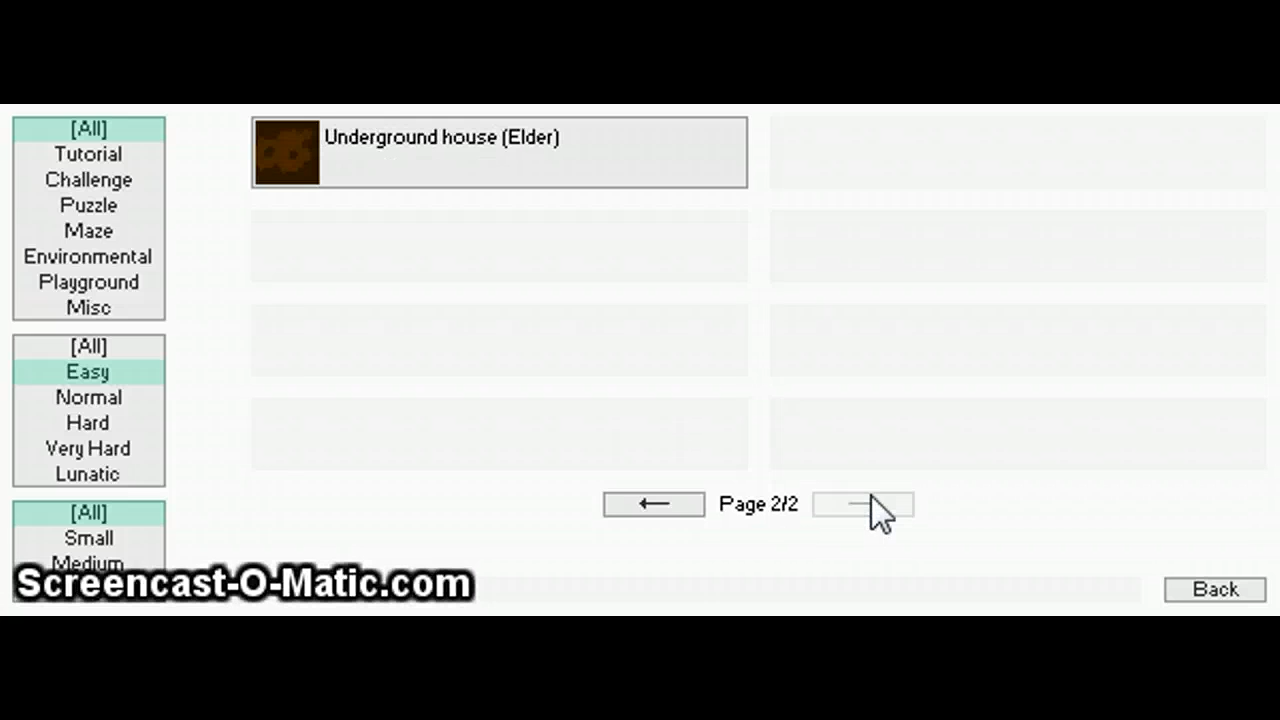 [All]
Tutorial
Challenge
Puzzle
Maze
Environmental
Playground
Misc
[All]
Easy
Normal
Hard
Very Hard
Lunatic
[All]
Small
Medium
Underground house (Elder)
← Page 2/2 →
Back
Screencast-O-Matic.com